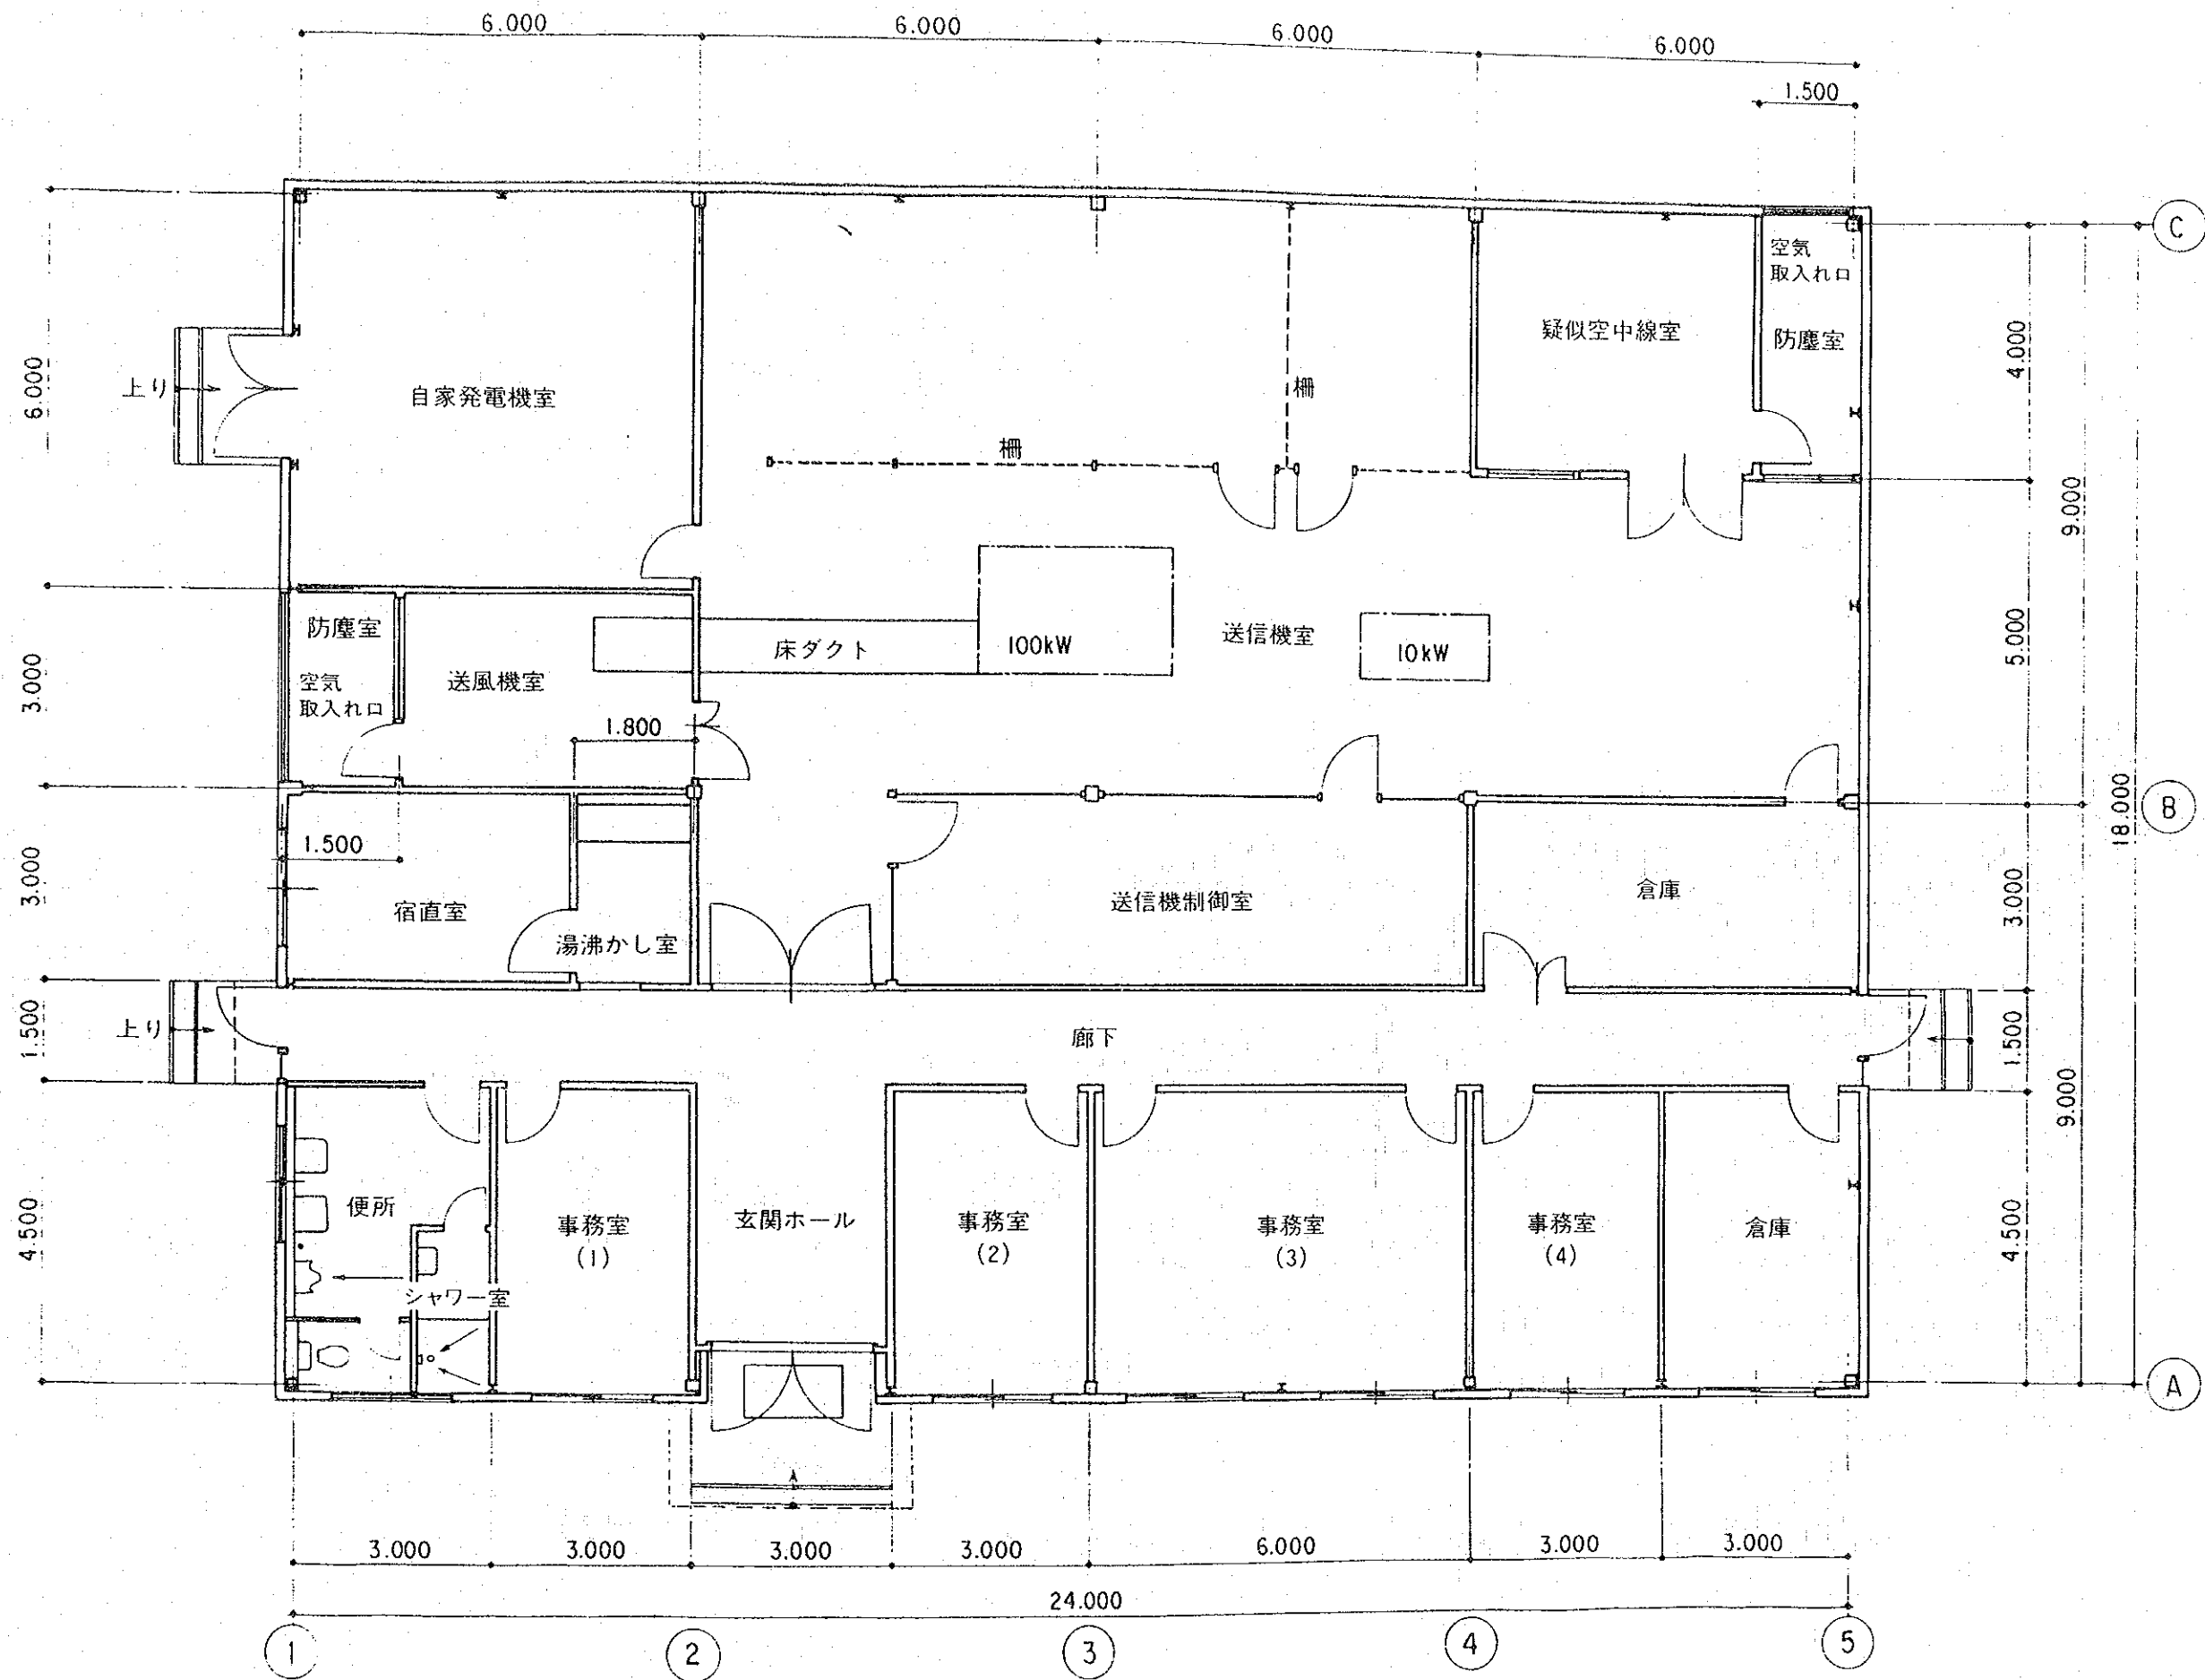 6.000
6.000
6.000
6.000
1.500
C
空気
取入れ口
防塵室
疑似空中線室
4.000
6.000
上り
自家発電機室
柵
柵
9.000
防塵室
空気
取入れ口
送風機室
床ダクト
100kW
送信機室
10kW
5.000
3.000
1.800
B
18.000
1.500
宿直室
湯沸かし室
送信機制御室
倉庫
3.000
3.000
上り
廊下
1.500
1.500
9.000
便所
シャワー室
事務室
(1)
玄関ホール
事務室
(2)
事務室
(3)
事務室
(4)
倉庫
4.500
4.500
A
3.000
3.000
3.000
3.000
6.000
3.000
3.000
24.000
1
2
3
4
5